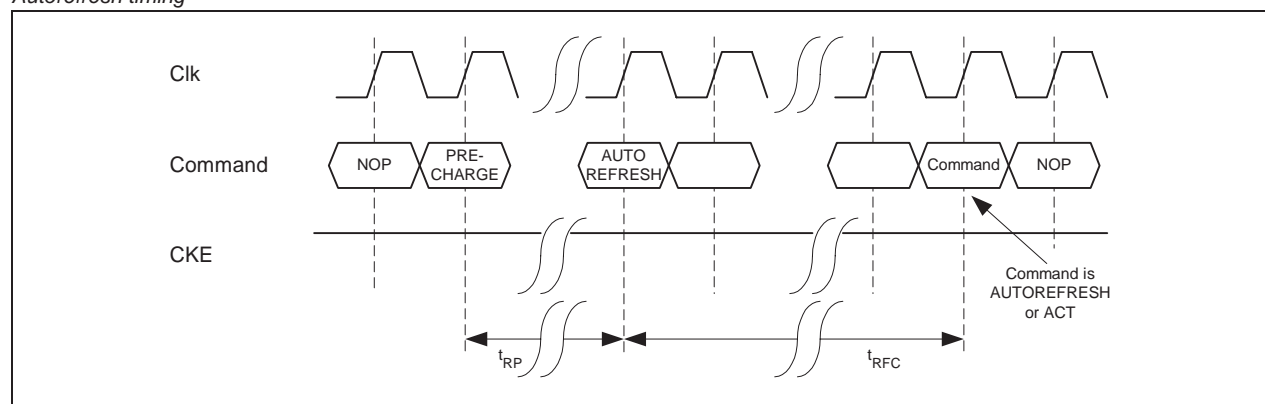 Autorefresh timing
Clk
Command
NOP
PRE-
CHARGE
AUTO
REFRESH
Command
NOP
CKE
Command is
AUTOREFRESH
or ACT
tRP
tRFC